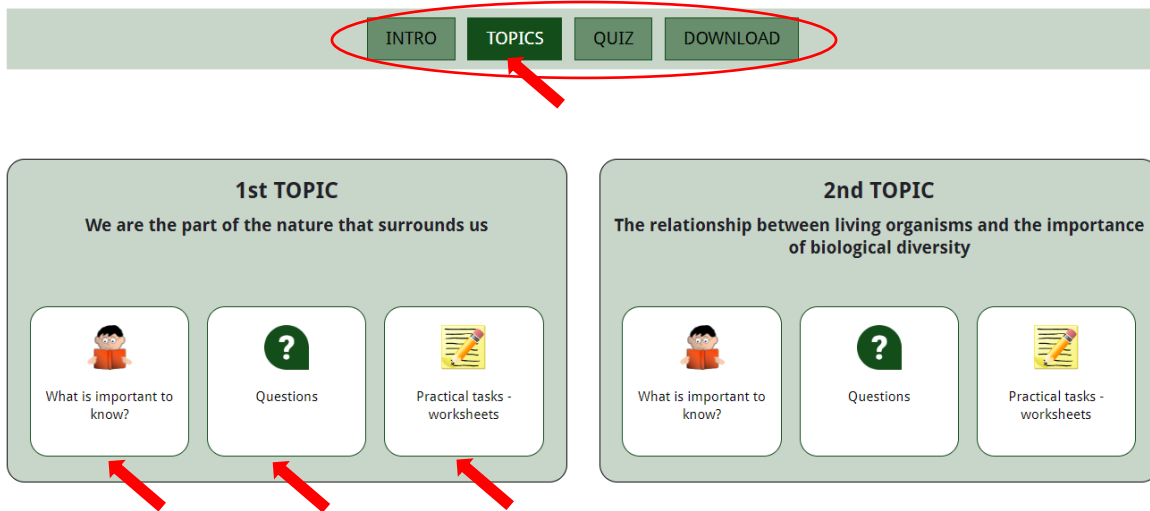 INTRO TOPICS QUIZ DOWNLOAD
1st TOPIC
We are the part of the nature that surrounds us
What is important to
know?
Questions
Practical tasks -
worksheets
2nd TOPIC
The relationship between living organisms and the importance
of biological diversity
What is important to
know?
Questions
Practical tasks -
worksheets